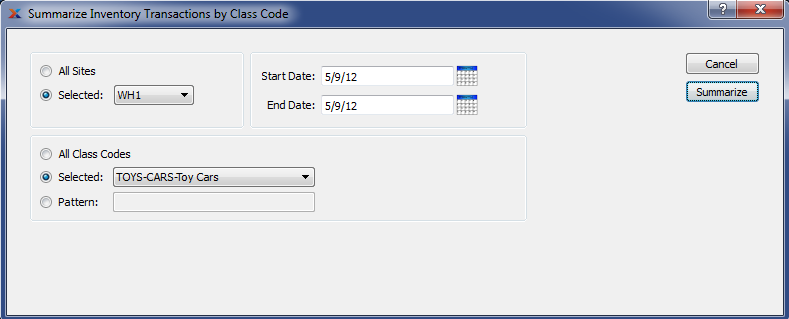 Summarize Inventory Transactions by Class Code
?
All Sites
Selected: WH1
Start Date: 5/9/12
End Date: 5/9/12
Cancel
Summarize
All Class Codes
Selected: TOYS-CARS-Toy Cars
Pattern: